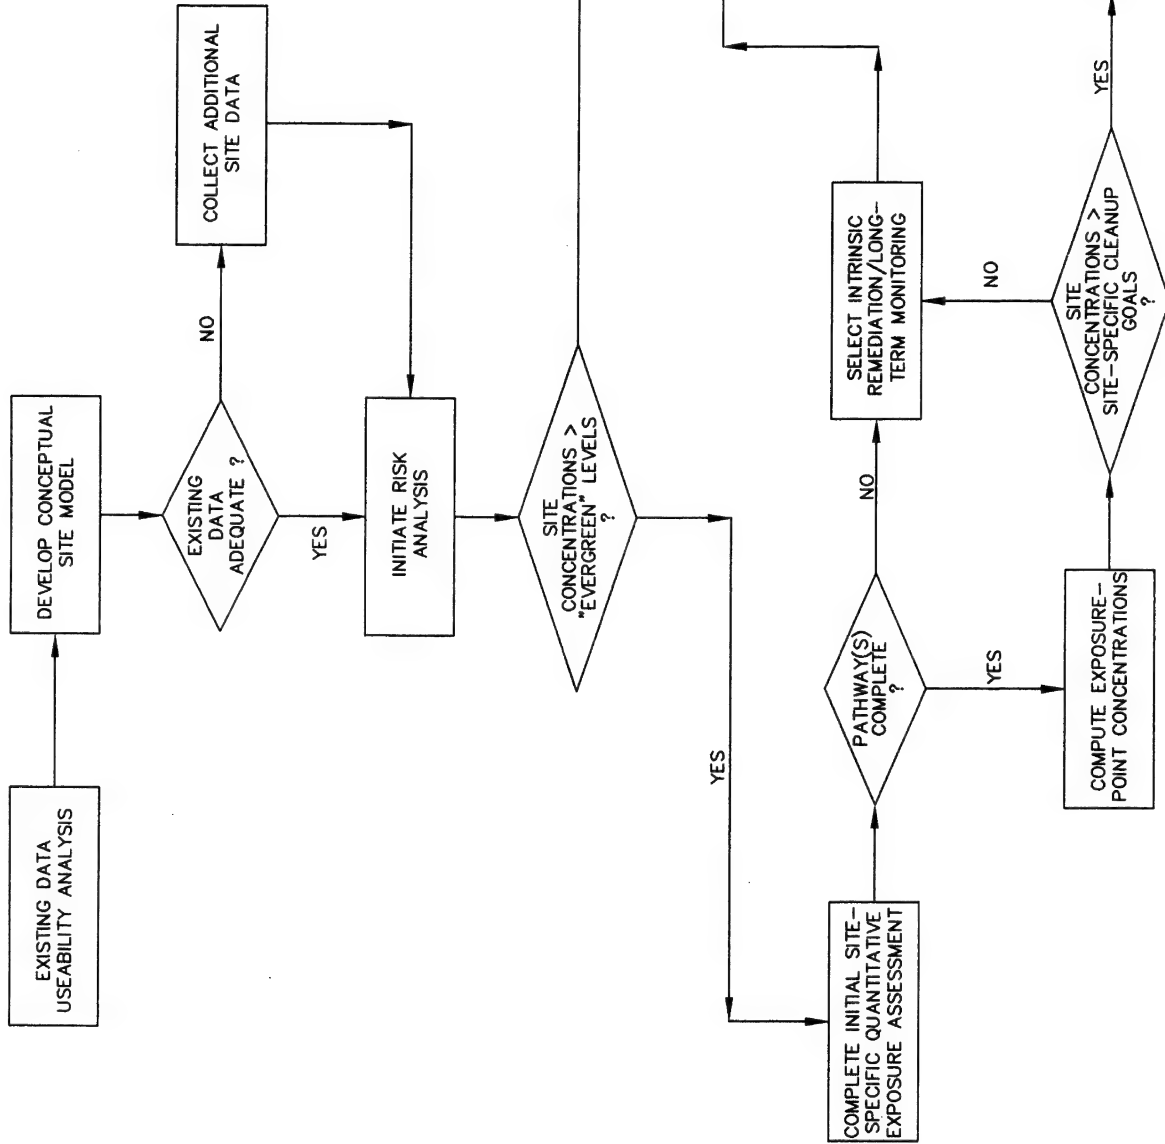 EXISTING DATA
USEABILITY ANALYSIS
DEVELOP CONCEPTUAL
SITE MODEL
EXISTING
DATA
ADEQUATE ?
NO
COLLECT ADDITIONAL
SITE DATA
YES
INITIATE RISK
ANALYSIS
SITE
CONCENTRATIONS >
"EVERGREEN" LEVELS
?
YES
COMPLETE INITIAL SITE-
SPECIFIC QUANTITATIVE
EXPOSURE ASSESSMENT
PATHWAY(S)
COMPLETE
?
NO
SELECT INTRINSIC
REMEDIATION/LONG-
TERM MONITORING
YES
COMPUTE EXPOSURE-
POINT CONCENTRATIONS
SITE
CONCENTRATIONS >
SITE-SPECIFIC CLEANUP
GOALS
?
NO
YES